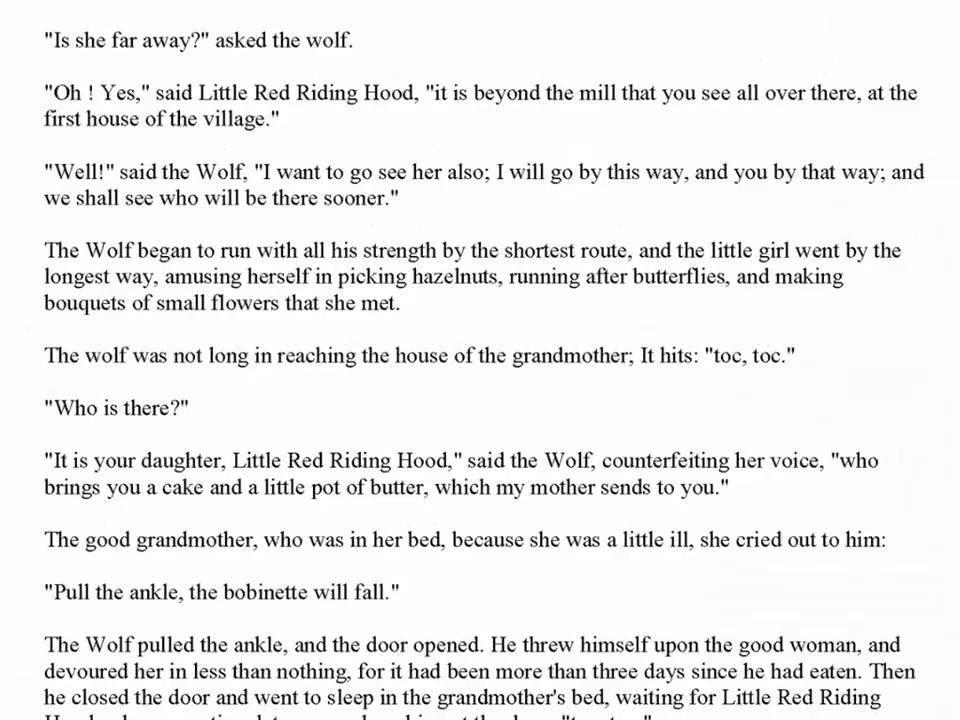 "Is she far away?" asked the wolf.
"Oh ! Yes," said Little Red Riding Hood, "it is beyond the mill that you see all over there, at the
first house of the village."
"Well!" said the Wolf, "I want to go see her also; I will go by this way, and you by that way; and
we shall see who will be there sooner."
The Wolf began to run with all his strength by the shortest route, and the little girl went by the
longest way, amusing herself in picking hazelnuts, running after butterflies, and making
bouquets of small flowers that she met.
The wolf was not long in reaching the house of the grandmother; It hits: "toc, toc."
"Who is there?"
"It is your daughter, Little Red Riding Hood," said the Wolf, counterfeiting her voice, "who
brings you a cake and a little pot of butter, which my mother sends to you."
The good grandmother, who was in her bed, because she was a little ill, she cried out to him:
"Pull the ankle, the bobinette will fall."
The Wolf pulled the ankle, and the door opened. He threw himself upon the good woman, and
devoured her in less than nothing, for it had been more than three days since he had eaten. Then
he closed the door and went to sleep in the grandmother's bed, waiting for Little Red Riding